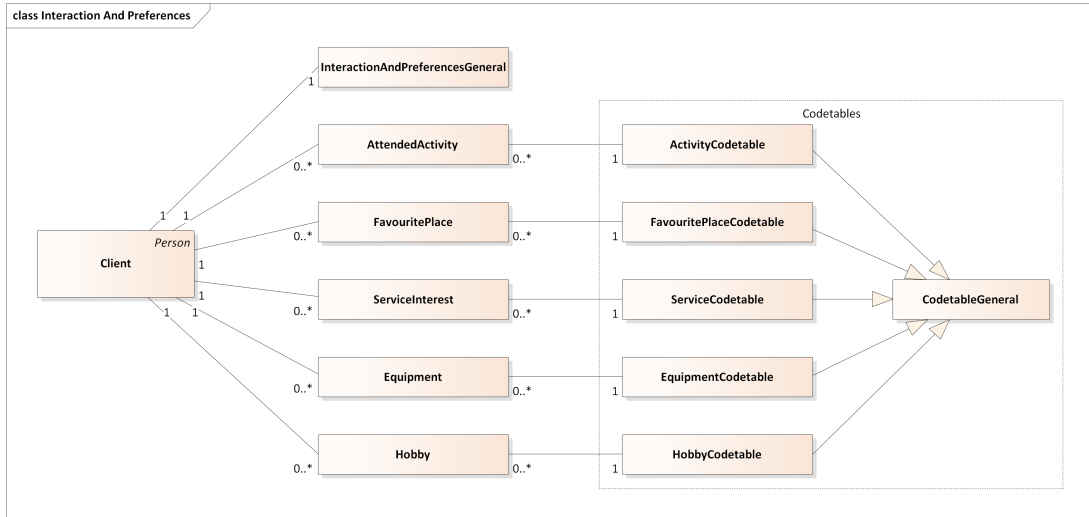 class Interaction And Preferences
InteractionAndPreferencesGeneral
1
Codetables
AttendedActivity
ActivityCodetable
0..*
0..*
1
1
1
FavouritePlace
FavouritePlaceCodetable
Person
0..*
0..*
1
Client
1
ServiceInterest
ServiceCodetable
CodetableGeneral
1
0..*
0..*
1
1
1
Equipment
EquipmentCodetable
0..*
0..*
1
Hobby
HobbyCodetable
0..*
0..*
1